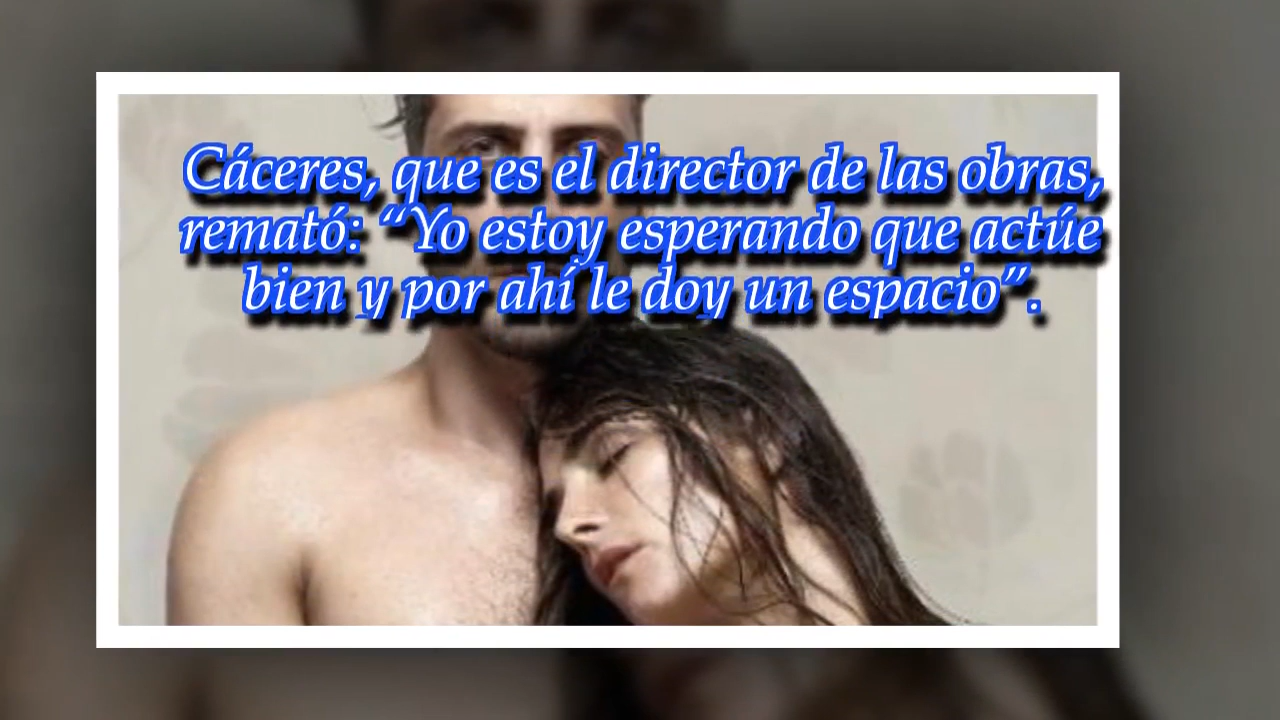 Cáceres, que es el director de las obras,
remató: “Yo estoy esperando que actúe
bien y por ahí le doy un espacio”.